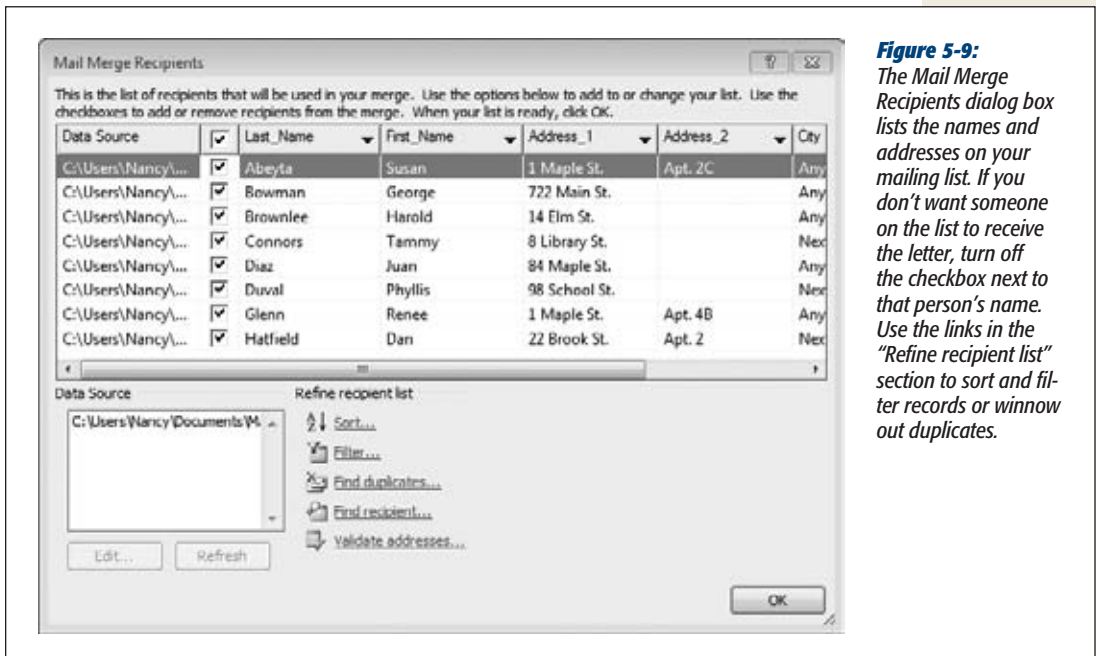 Mail Merge Recipients
This is the list of recipients that will be used in your merge. Use the options below to add to or change your list. Use the
checkboxes to add or remove recipients from the merge. When your list is ready, click OK.
Data Source Last_Name First_Name Address_1 Address_2 City
C:\Users\Nancy\... Abeyta Susan 1 Maple St. Apt. 2C Any
C:\Users\Nancy\... Bowman George 722 Main St. Any
C:\Users\Nancy\... Brownlee Harold 14 Elm St. Any
C:\Users\Nancy\... Connors Tammy 8 Library St. Nex
C:\Users\Nancy\... Diaz Juan 84 Maple St. Any
C:\Users\Nancy\... Duval Phyllis 98 School St. Nex
C:\Users\Nancy\... Glenn Renee 1 Maple St. Apt. 4B Any
C:\Users\Nancy\... Hatfield Dan 22 Brook St. Apt. 2 Nex
Data Source
C:\Users\Nancy\Documents\M
Edit... Refresh
Refine recipient list
Sort...
Filter...
Find duplicates...
Find recipient...
Validate addresses...
OK
Figure 5-9:
The Mail Merge
Recipients dialog box
lists the names and
addresses on your
mailing list. If you
don't want someone
on the list to receive
the letter, turn off
the checkbox next to
that person's name.
Use the links in the
"Refine recipient list"
section to sort and fil-
ter records or winnow
out duplicates.